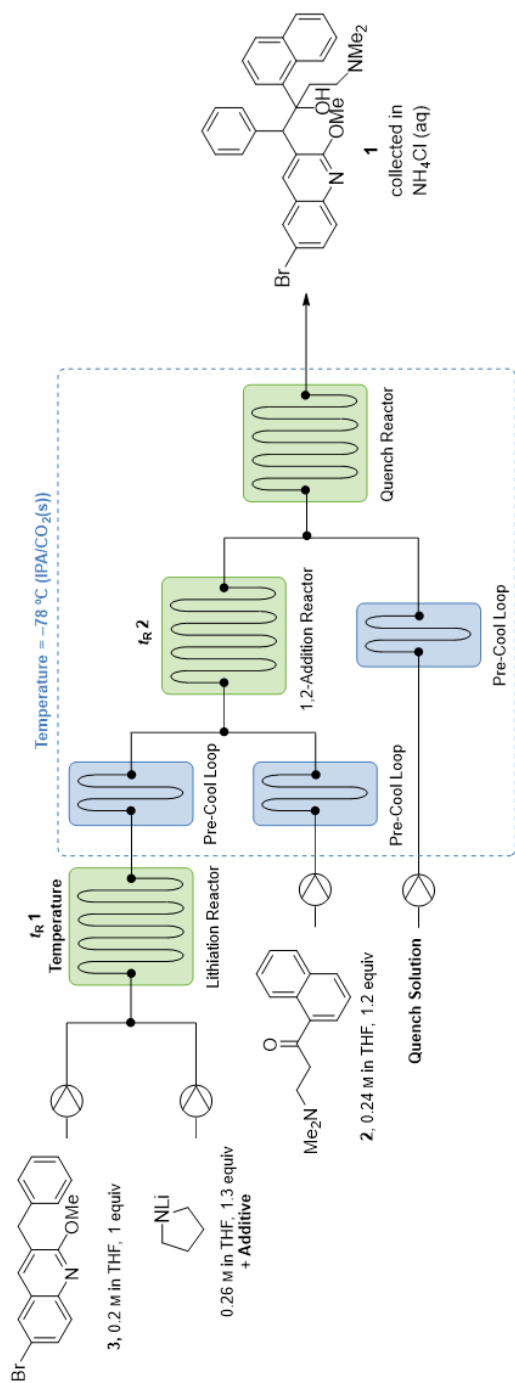 Br
N
OMe
3, 0.2 M in THF, 1 equiv
NLi
0.26 M in THF, 1.3 equiv
+ Additive
tR 1
Temperature
Lithiation Reactor
Temperature = −78 ºC (IPA/CO2(s))
Pre-Cool Loop
O
Me2N
2, 0.24 M in THF, 1.2 equiv
Pre-Cool Loop
tR 2
1,2-Addition Reactor
Quench Solution
Pre-Cool Loop
Quench Reactor
Br
N
OMe
OH
NMe2
1
collected in
NH4Cl (aq)